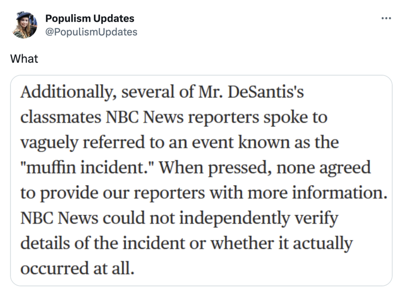 Populism Updates
@PopulismUpdates
What
Additionally, several of Mr. DeSantis's
classmates NBC News reporters spoke to
vaguely referred to an event known as the
"muffin incident." When pressed, none agreed
to provide our reporters with more information.
NBC News could not independently verify
details of the incident or whether it actually
occurred at all.